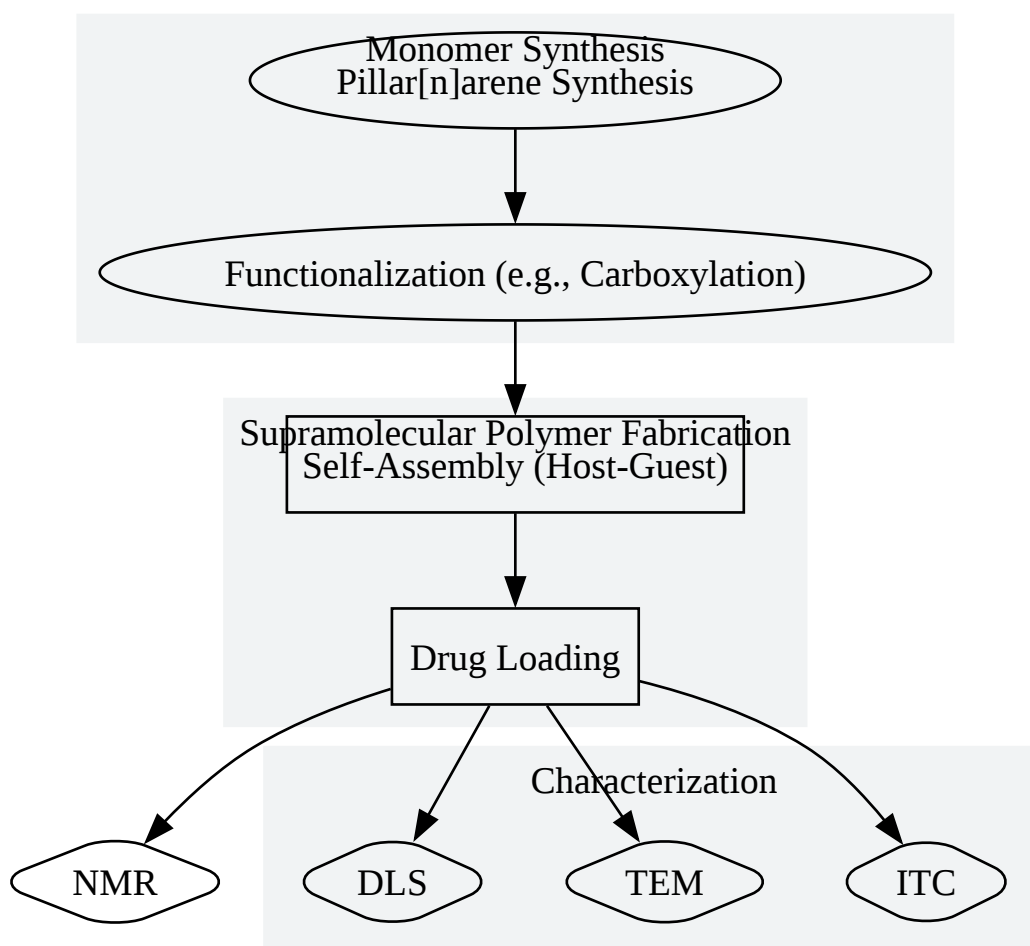 Monomer Synthesis
Pillar[n]arene Synthesis
Functionalization (e.g., Carboxylation)
Supramolecular Polymer Fabrication
Self-Assembly (Host-Guest)
Drug Loading
Characterization
NMR
DLS
TEM
ITC